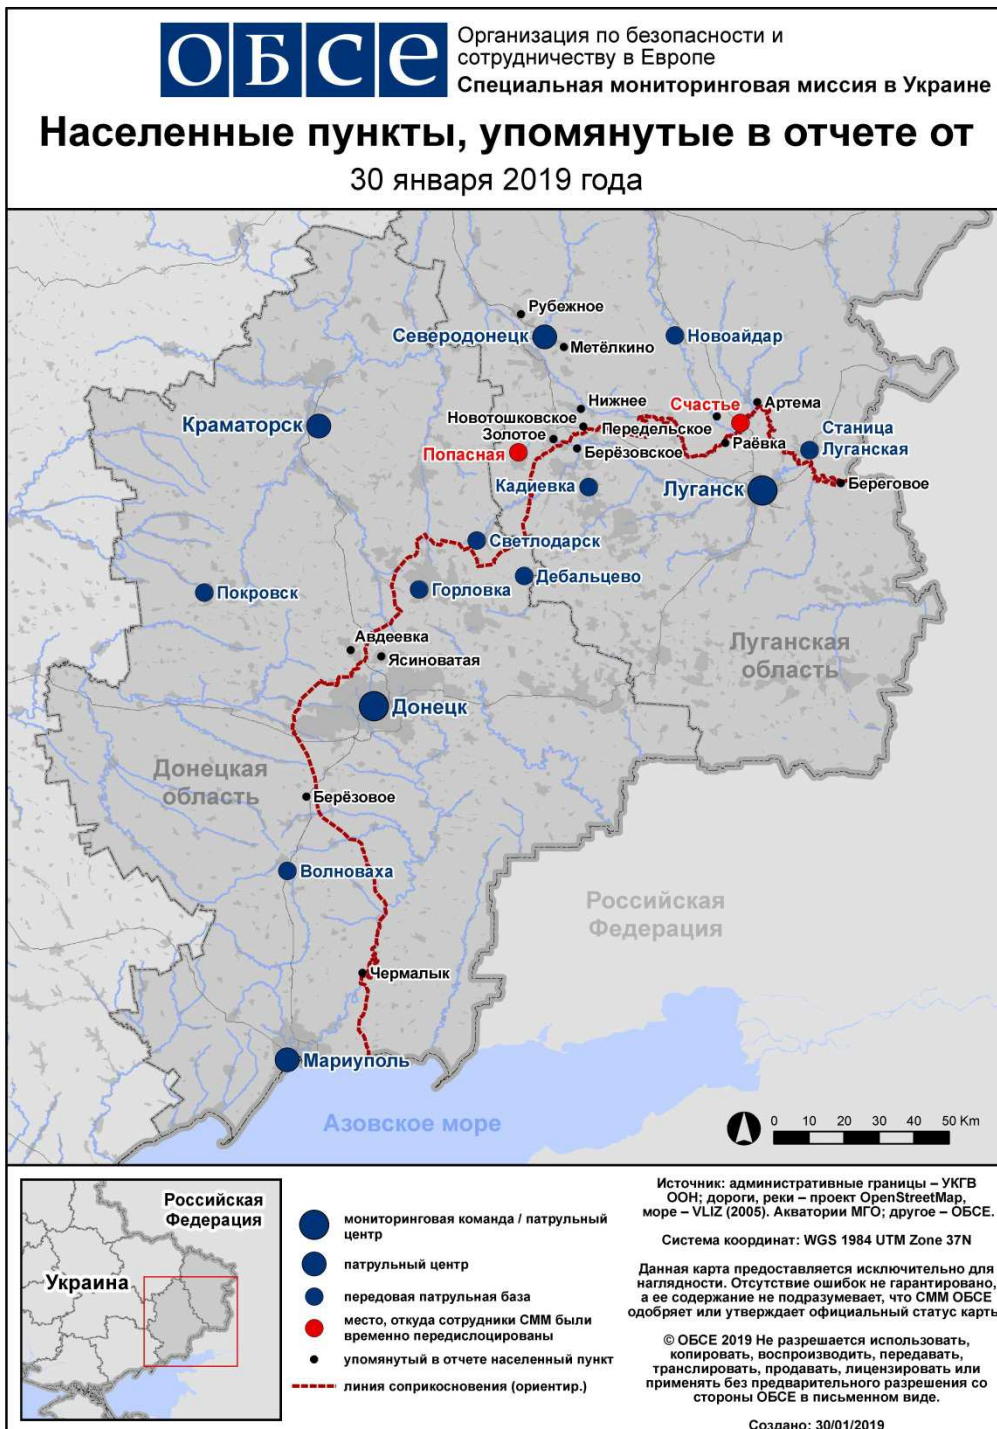 ОБСЕ
Организация по безопасности и
сотрудничеству в Европе
Специальная мониторинговая миссия в Украине
Населенные пункты, упомянутые в отчете от
30 января 2019 года
Рубежное
Северодонецк
Метёлкино
Новоайдар
Нижнее
Счастье
Артема
Новотошковское
Передельское
Станица
Луганская
Краматорск
Золотое
Раёвка
Попасная
Берёзовское
Кадиевка
Луганск
Береговое
Светлодарск
Дебальцево
Покровск
Горловка
Авдеевка
Ясиноватая
Луганская
область
Донецк
Донецкая
область
Берёзовое
Волноваха
Российская
Федерация
Чермалык
Мариуполь
Азовское море
0 10 20 30 40 50 Km
Российская
Федерация
Украина
мониторинговая команда / патрульный
центр
патрульный центр
передовая патрульная база
место, откуда сотрудники СММ были
временно передислоцированы
упомянутый в отчете населенный пункт
линия соприкосновения (ориентир.)
Источник: административные границы – УКГВ
ООН; дороги, реки – проект OpenStreetMap,
море – VLIZ (2005). Акватории МГО; другое – ОБСЕ.
Система координат: WGS 1984 UTM Zone 37N
Данная карта предоставляется исключительно для
наглядности. Отсутствие ошибок не гарантировано,
а ее содержание не подразумевает, что СММ ОБСЕ
одобряет или утверждает официальный статус карты.
© ОБСЕ 2019 Не разрешается использовать,
копировать, воспроизводить, передавать,
транслировать, продавать, лицензировать или
применять без предварительного разрешения со
стороны ОБСЕ в письменном виде.
Создано: 30/01/2019